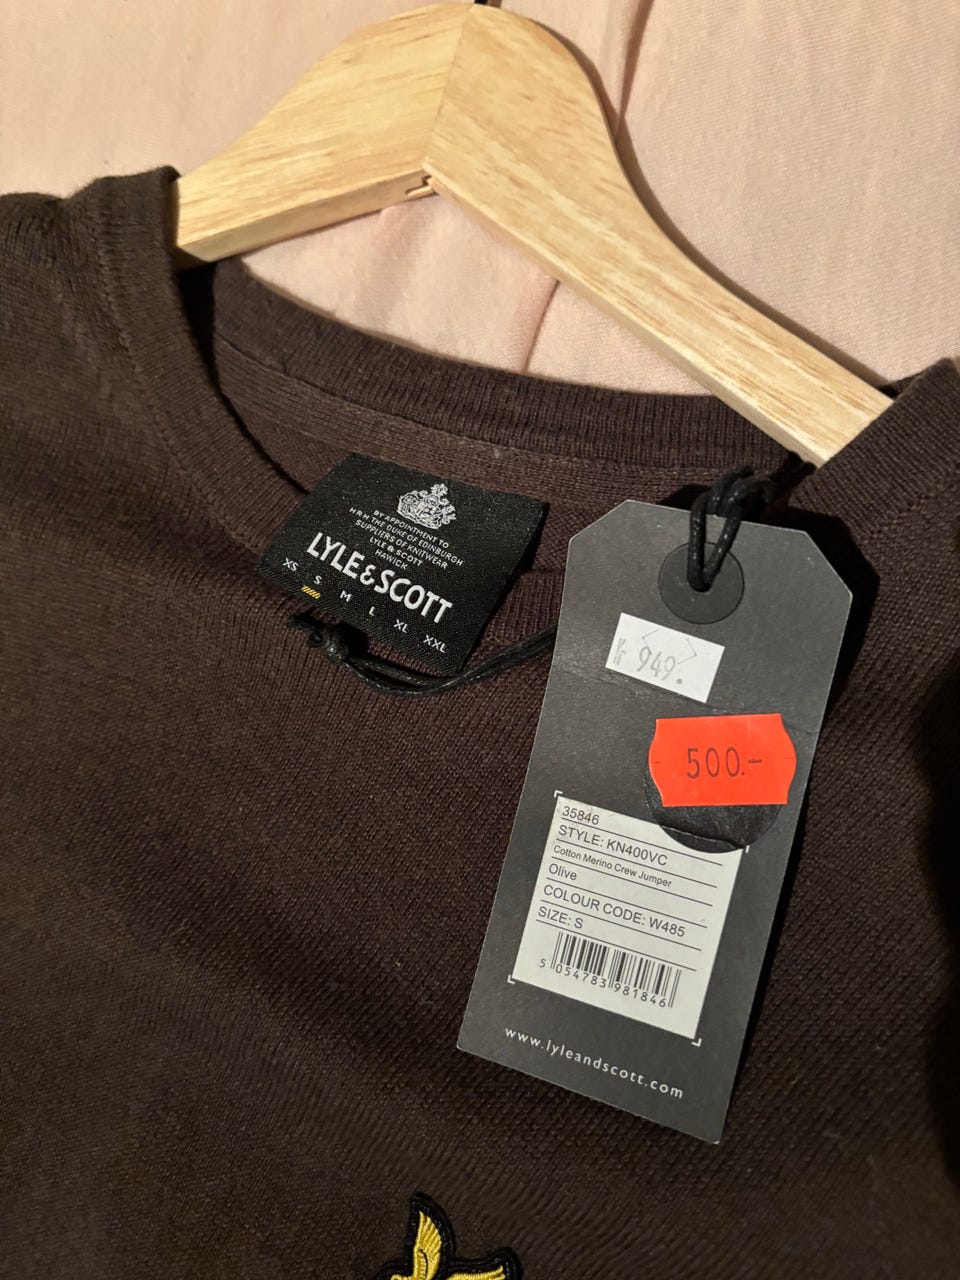 BY APPOINTMENT TO
H R H THE DUKE OF EDINBURGH
SUPPLIERS OF KNITWEAR
LYLE & SCOTT
HAWICK
LYLE & SCOTT
XS S M L XL XXL
Kr 949.
500.-
35846
STYLE: KN400VC
Cotton Merino Crew Jumper
Olive
COLOUR CODE: W485
SIZE: S
5 054783 981846
www.lyleandscott.com